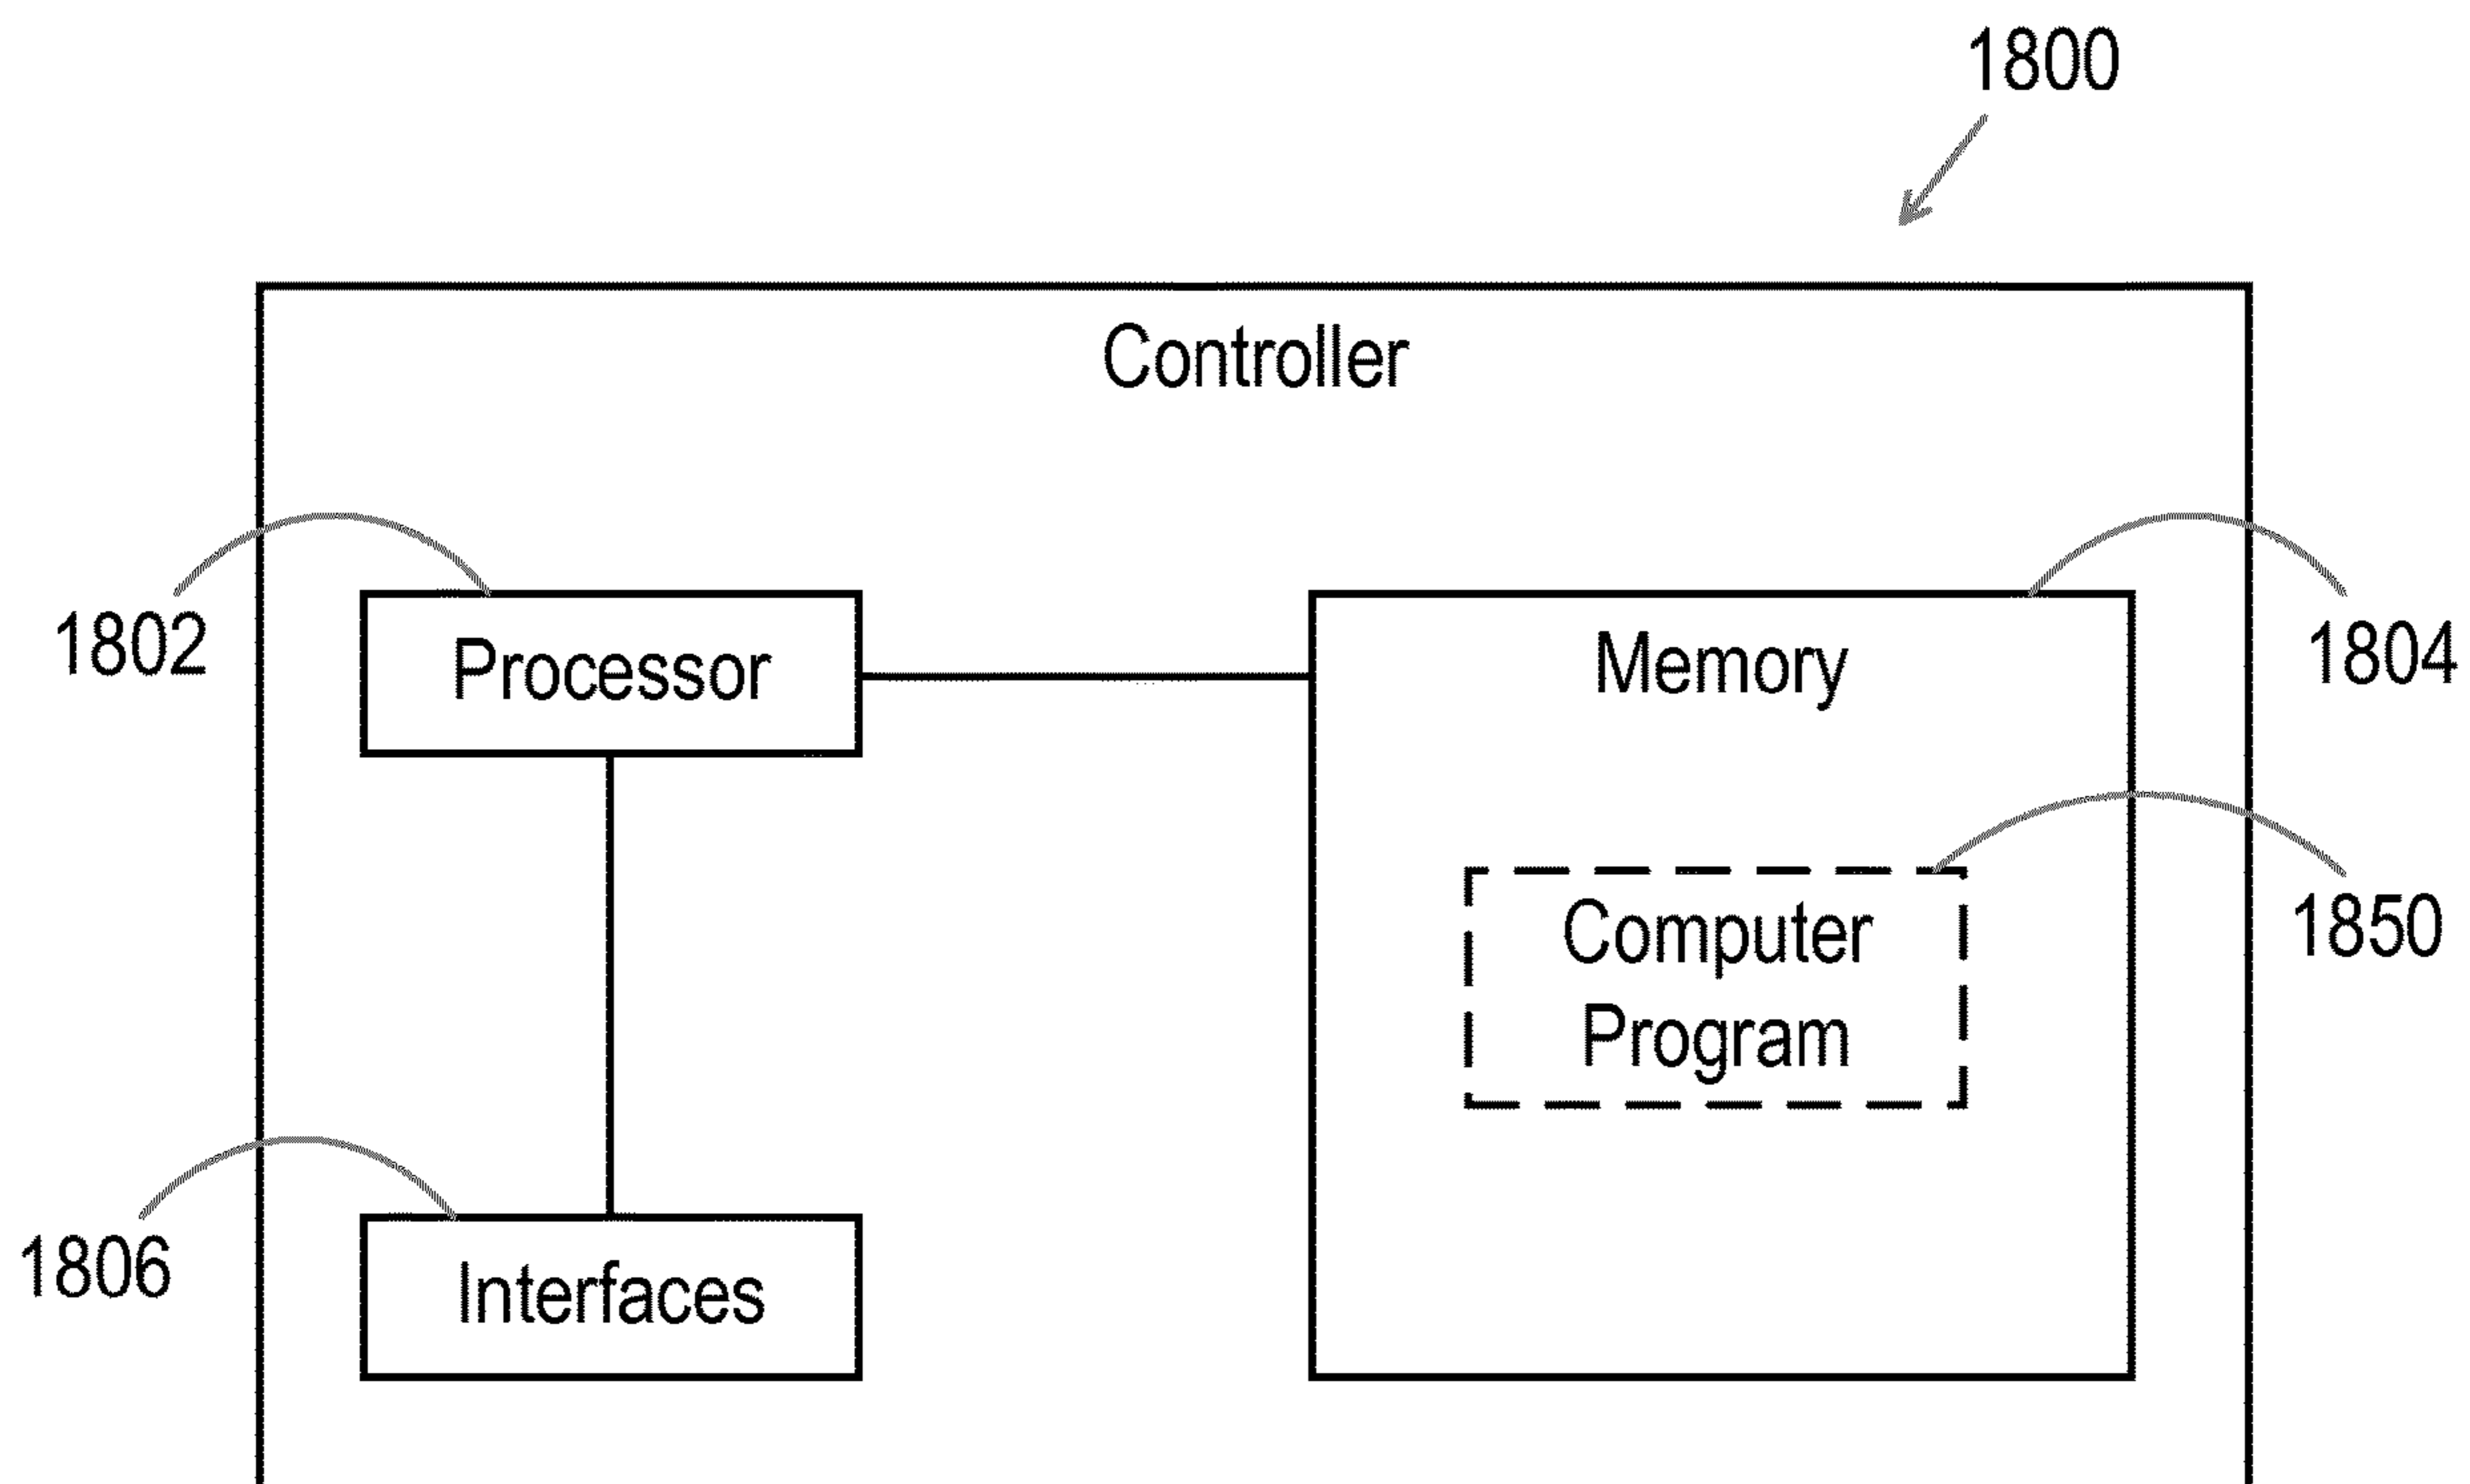 1800
Controller
1802
Processor
Memory
1804
Computer
Program
1850
1806
Interfaces